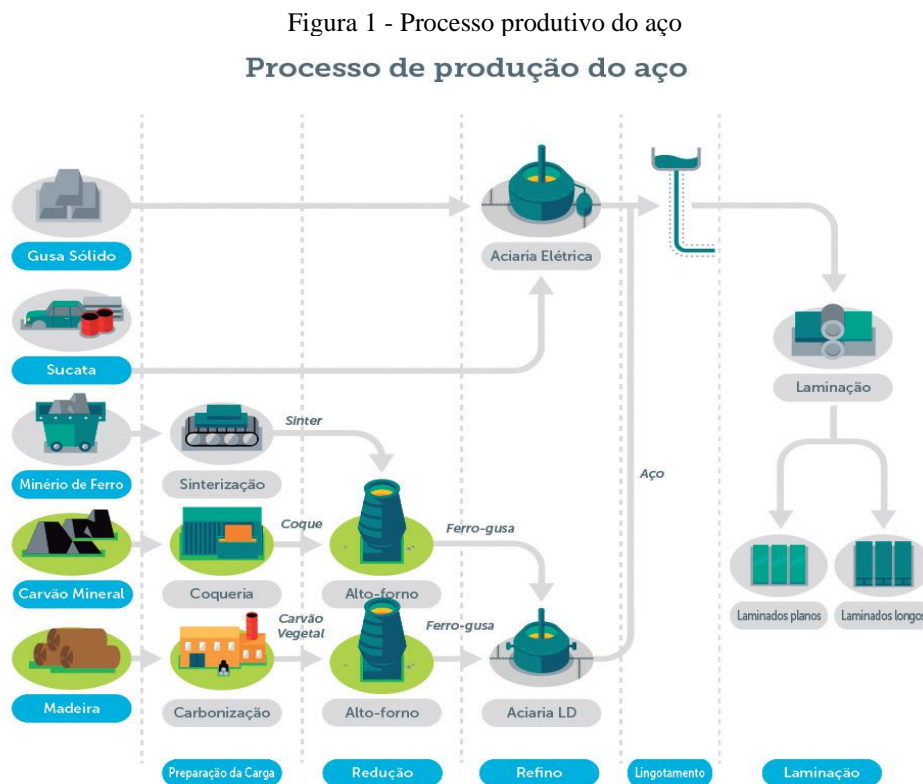 Figura 1 - Processo produtivo do aço
Processo de produção do aço
Gusa Sólido
Aciaria Elétrica
Sucata
Laminação
Minério de Ferro
Sinterização
Sinter
Aço
Carvão Mineral
Coqueria
Coque
Alto-forno
Ferro-gusa
Laminados planos
Laminados longos
Madeira
Carbonização
Carvão
Vegetal
Alto-forno
Ferro-gusa
Aciaria LD
Preparação da Carga
Redução
Refino
Lingotamento
Laminação